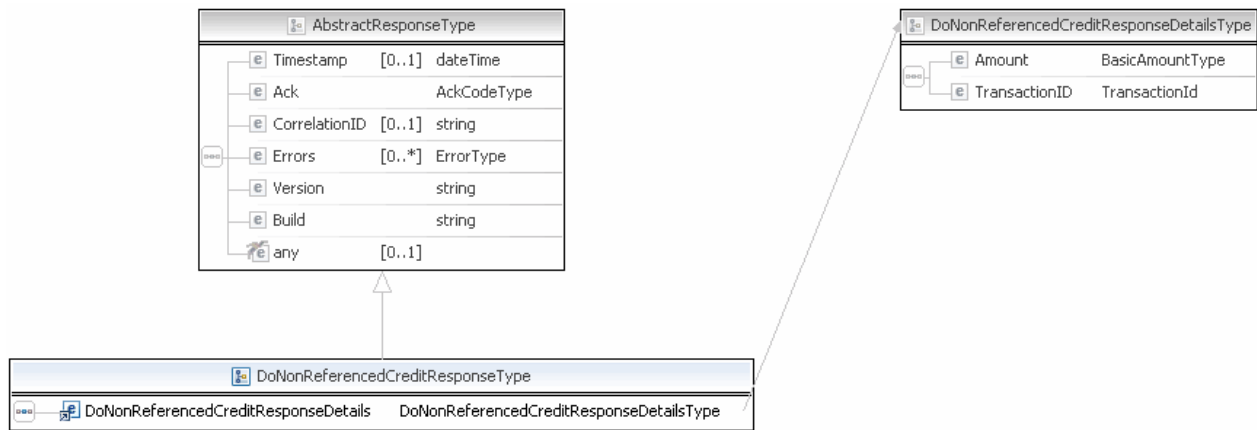 AbstractResponseType
e Timestamp [0..1] dateTime
e Ack AckCodeType
e CorrelationID [0..1] string
e Errors [0..*] ErrorType
e Version string
e Build string
e any [0..1]
DoNonReferencedCreditResponseDetailsType
e Amount BasicAmountType
e TransactionID TransactionId
DoNonReferencedCreditResponseType
e DoNonReferencedCreditResponseDetails DoNonReferencedCreditResponseDetailsType